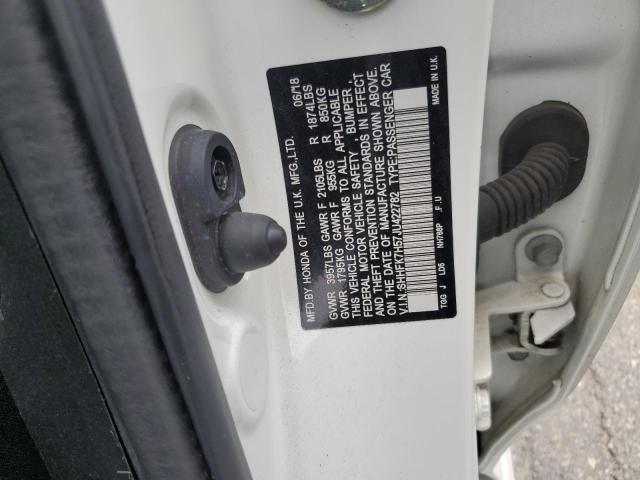 MFD.BY HONDA OF THE U.K. MFG.,LTD. 06/18
GVWR 3957LBS GAWR F 2105LBS R 1874LBS
GVWR 1795KG GAWR F 955KG R 850KG
THIS VEHICLE CONFORMS TO ALL APPLICABLE
FEDERAL MOTOR VEHICLE SAFETY , BUMPER ,
AND THEFT PREVENTION STANDARDS IN EFFECT
ON THE DATE OF MANUFACTURE SHOWN ABOVE.
V.I.N.:SHHFK7H57JU422782 TYPE:PASSENGER CAR
TGG J LD5 NH788P .F.U MADE IN U.K.